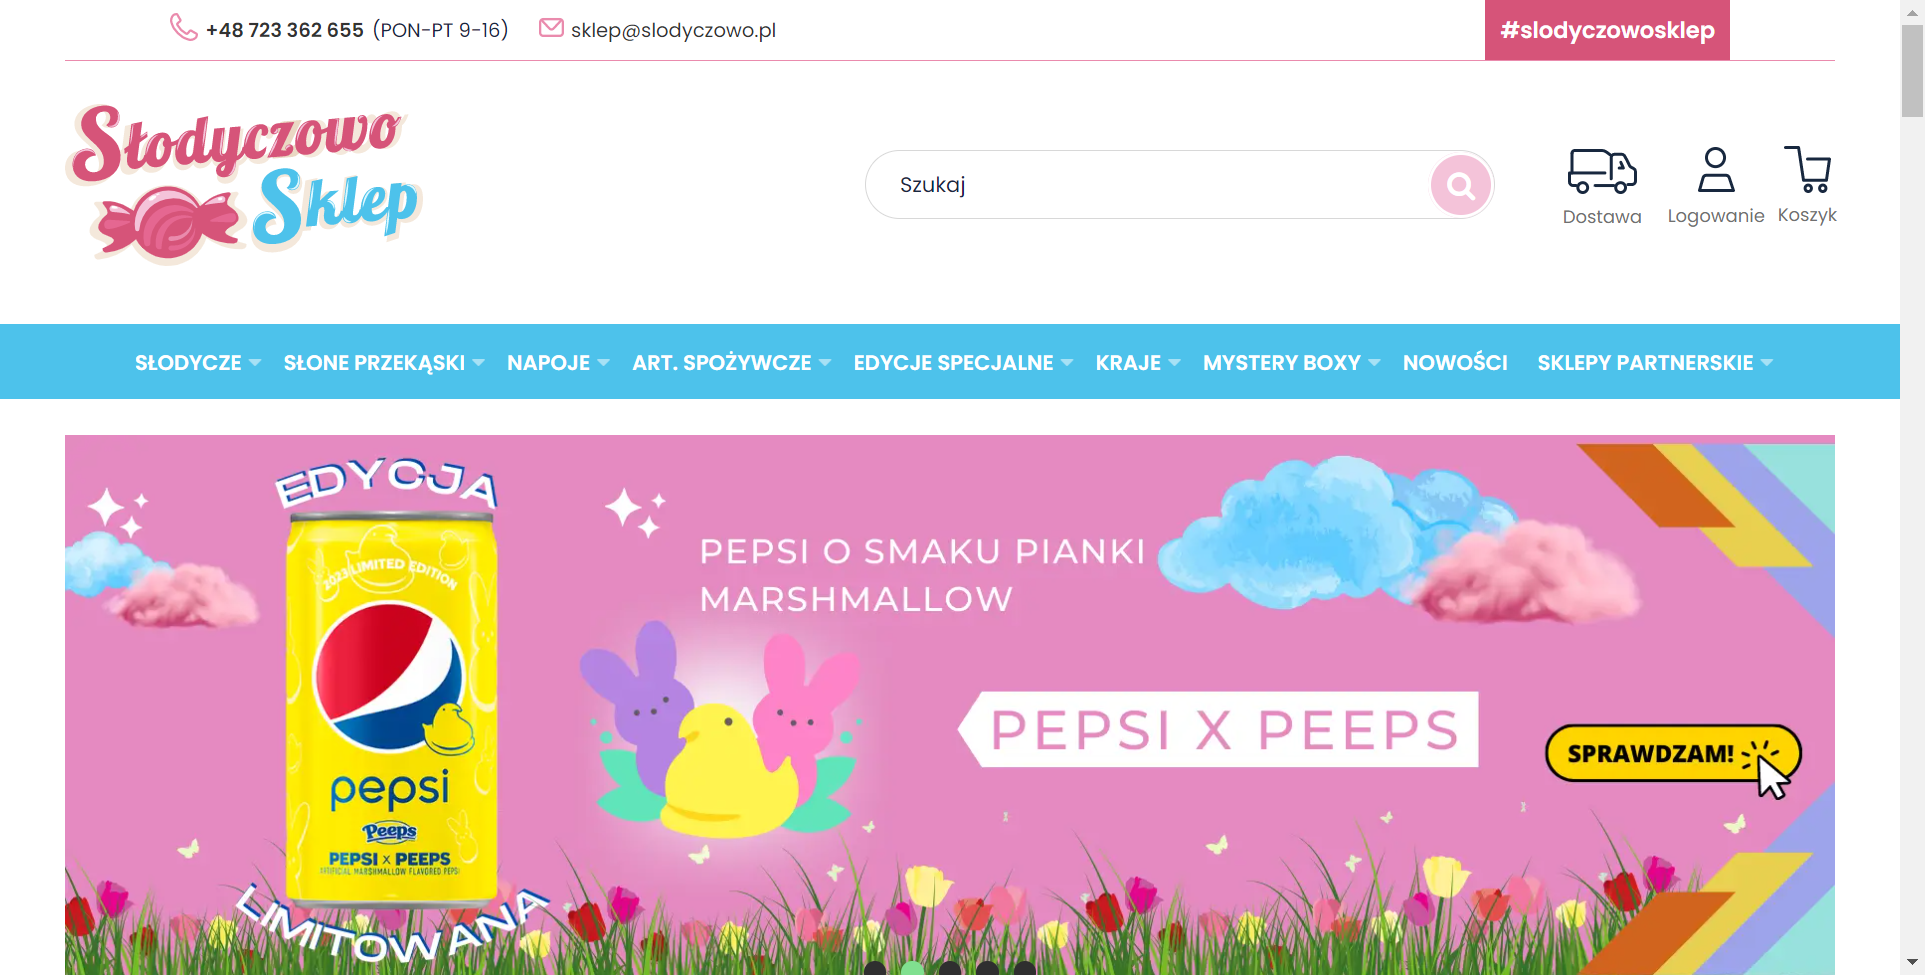 +48 723 362 655 (PON-PT 9-16) sklep@slodyczowo.pl #slodyczowosklep
Słodyczowo
Sklep
Szukaj
Dostawa Logowanie Koszyk
SŁODYCZE SŁONE PRZEKĄSKI NAPOJE ART. SPOŻYWCZE EDYCJE SPECJALNE KRAJE MYSTERY BOXY NOWOŚCI SKLEPY PARTNERSKIE
EDYCJA
2023 LIMITED EDITION
pepsi
Peeps
PEPSI x PEEPS
ARTIFICIAL MARSHMALLOW FLAVORED PEPSI
LIMITOWANA
PEPSI O SMAKU PIANKI
MARSHMALLOW
PEPSI X PEEPS
SPRAWDZAM!